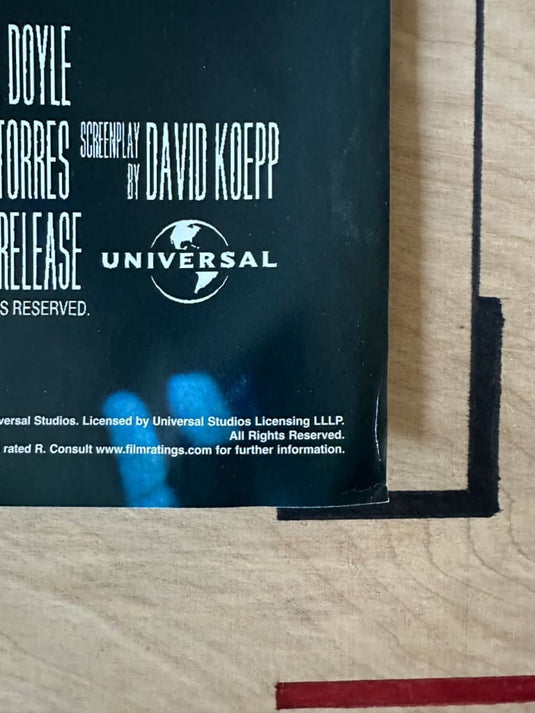 DOYLE
TORRES SCREENPLAY BY DAVID KOEPP
RELEASE UNIVERSAL
S RESERVED.
versal Studios. Licensed by Universal Studios Licensing LLLP.
All Rights Reserved.
rated R. Consult www.filmratings.com for further information.